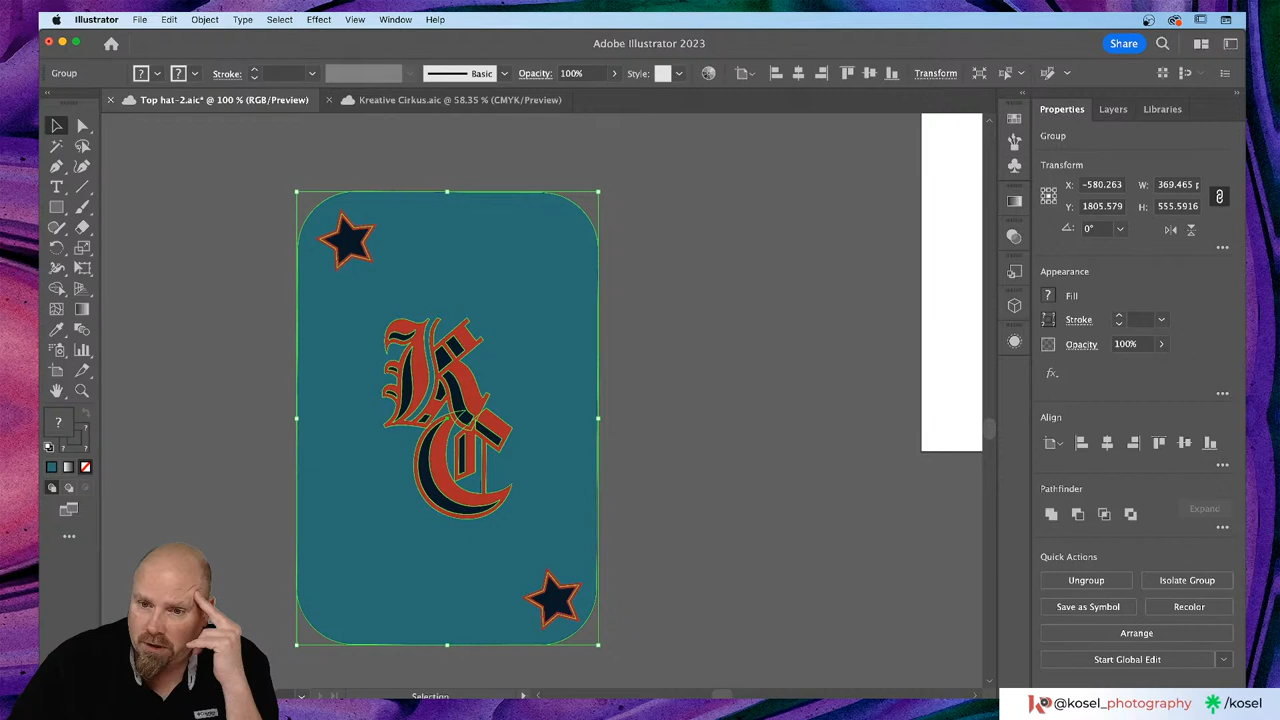 Illustrator File Edit Object Type Select Effect View Window Help
Adobe Illustrator 2023
Share
Group
?
?
Stroke:
Basic
Opacity:
100%
Style:
Transform
× Top hat-2.aic* @ 100 % (RGB/Preview)
× Kreative Cirkus.aic @ 58.35 % (CMYK/Preview)
Properties
Layers
Libraries
Group
Transform
X:
-580.263
W:
369.465 p
Y:
1805.579
H:
555.5916
0°
Appearance
?
Fill
Stroke
Opacity
100%
fx.
Align
Pathfinder
Expand
Quick Actions
Ungroup
Isolate Group
Save as Symbol
Recolor
Arrange
Start Global Edit
K
C
?
?
?
Selection
@kosel_photography
/kosel